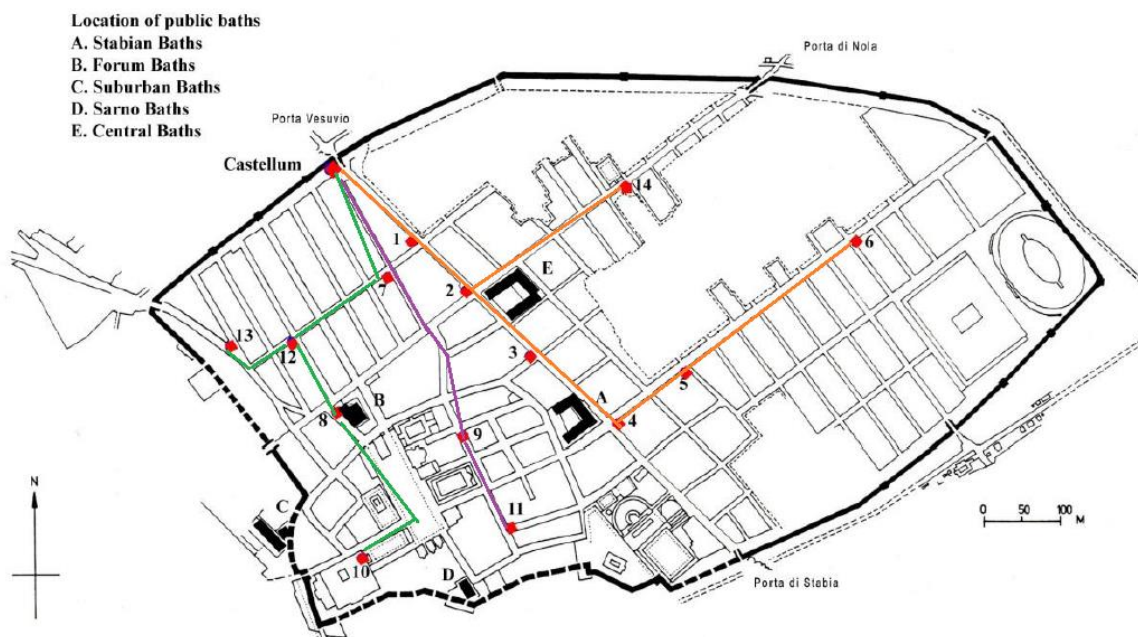 Location of public baths
A. Stabian Baths
B. Forum Baths
C. Suburban Baths
D. Sarno Baths
E. Central Baths
Porta di Nola
Porta Vesuvio
Castellum
14
1
6
E
7
2
13
12
3
5
B
A
8
4
9
N
11
C
0 50 100 M
10
D
Porta di Stabia